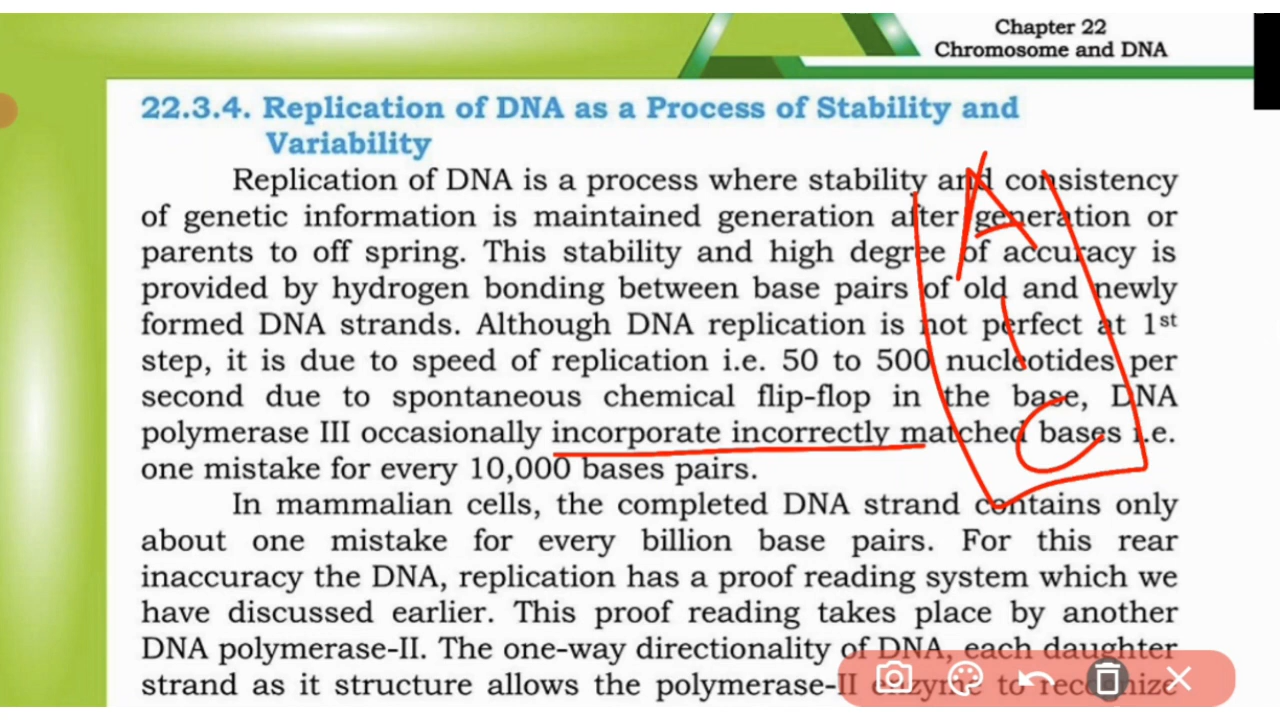 Chapter 22
Chromosome and DNA
22.3.4. Replication of DNA as a Process of Stability and
Variability
Replication of DNA is a process where stability and consistency
of genetic information is maintained generation after generation or
parents to off spring. This stability and high degree of accuracy is
provided by hydrogen bonding between base pairs of old and newly
formed DNA strands. Although DNA replication is not perfect at 1st
step, it is due to speed of replication i.e. 50 to 500 nucleotides per
second due to spontaneous chemical flip-flop in the base, DNA
polymerase III occasionally incorporate incorrectly matched bases i.e.
one mistake for every 10,000 bases pairs.
In mammalian cells, the completed DNA strand contains only
about one mistake for every billion base pairs. For this rear
inaccuracy the DNA, replication has a proof reading system which we
have discussed earlier. This proof reading takes place by another
DNA polymerase-II. The one-way directionality of DNA, each daughter
strand as it structure allows the polymerase-II enzyme to recognize
A
C